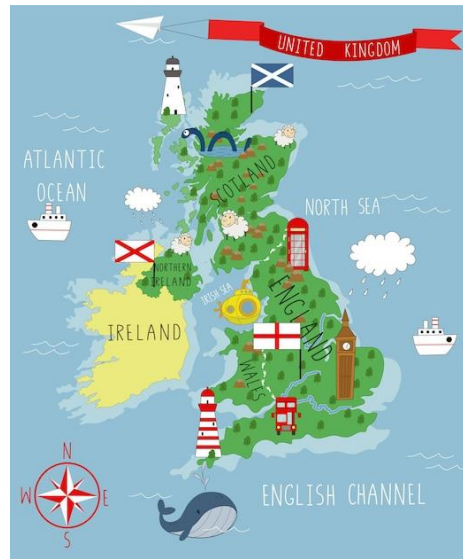 UNITED KINGDOM
ATLANTIC
OCEAN
SCOTLAND
NORTH SEA
NORTHERN
IRELAND
IRISH SEA
IRELAND
ENGLAND
WALES
N
W
E
S
ENGLISH CHANNEL